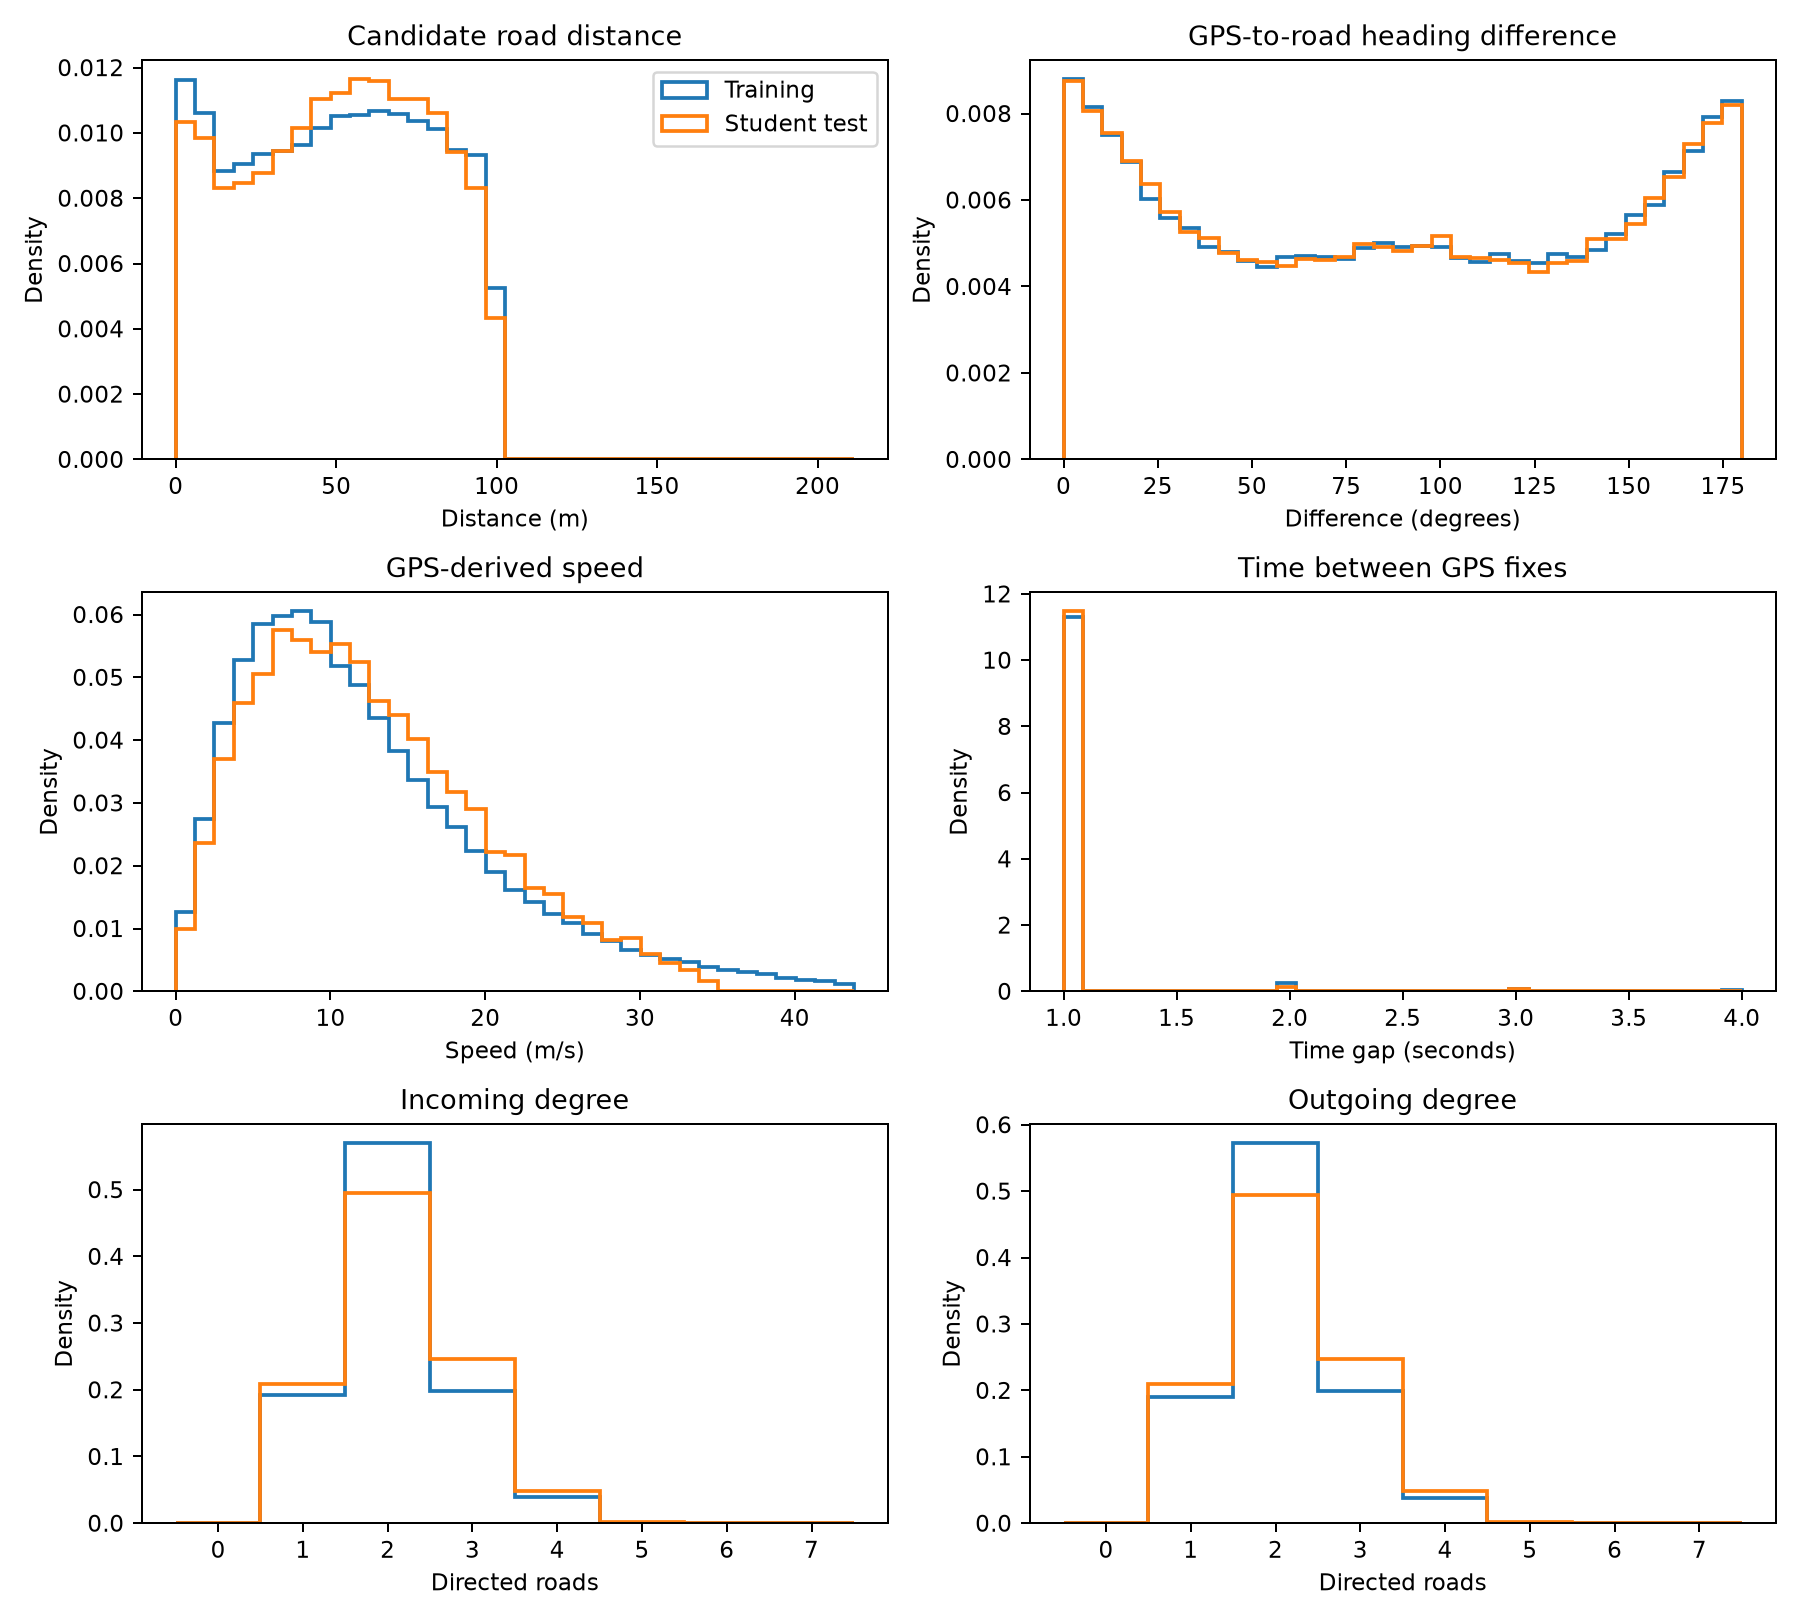 Candidate road distance
0.012
0.010
0.008
0.006
0.004
0.002
0.000
Density
0 50 100 150 200
Distance (m)
Training
Student test
GPS-to-road heading difference
0.008
0.006
0.004
0.002
0.000
Density
0 25 50 75 100 125 150 175
Difference (degrees)
GPS-derived speed
0.06
0.05
0.04
0.03
0.02
0.01
0.00
Density
0 10 20 30 40
Speed (m/s)
Time between GPS fixes
12
10
8
6
4
2
0
Density
1.0 1.5 2.0 2.5 3.0 3.5 4.0
Time gap (seconds)
Incoming degree
0.5
0.4
0.3
0.2
0.1
0.0
Density
0 1 2 3 4 5 6 7
Directed roads
Outgoing degree
0.6
0.5
0.4
0.3
0.2
0.1
0.0
Density
0 1 2 3 4 5 6 7
Directed roads